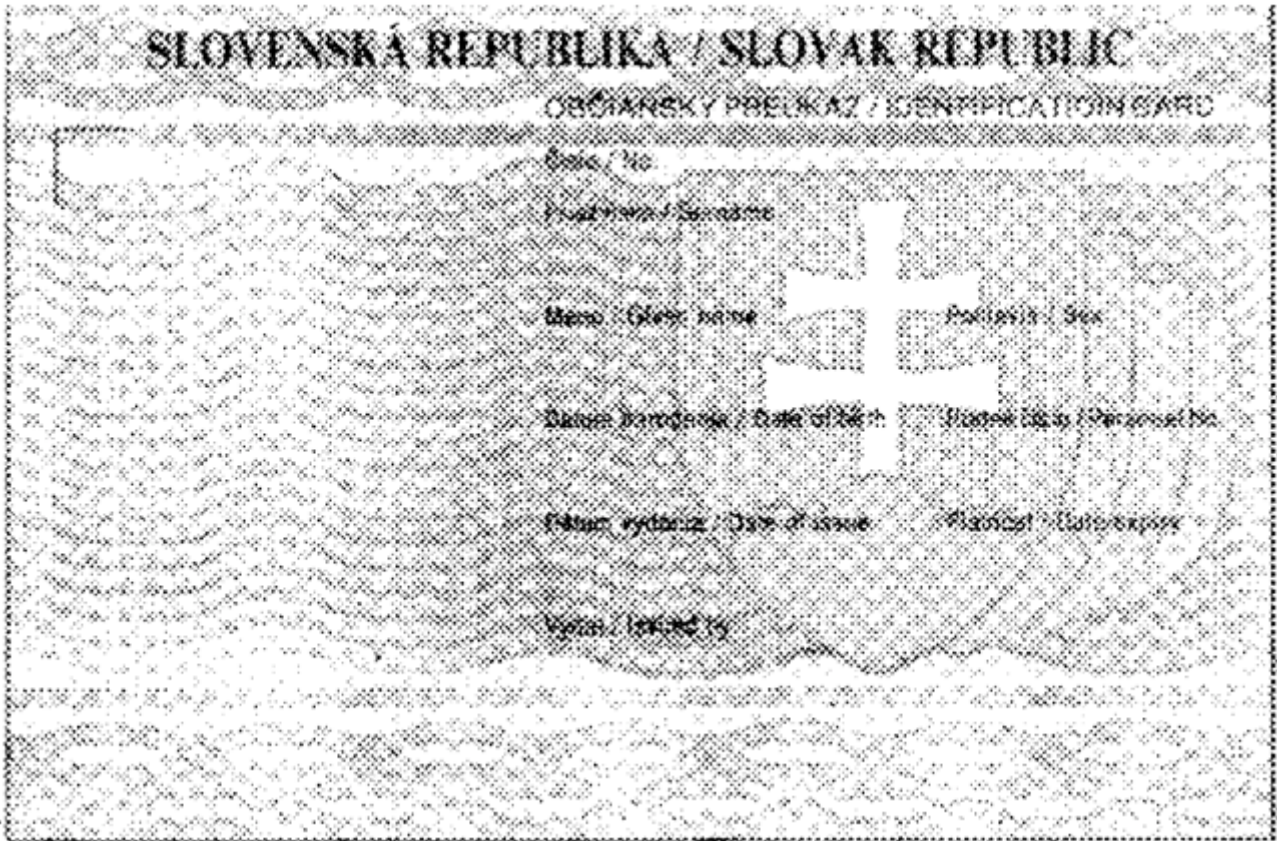 SLOVENSKÁ REPUBLIKA / SLOVAK REPUBLIC
OBČIANSKY PREUKAZ / IDENTIFICATION CARD
Číslo / No.
Priezvisko / Surname
Meno / Given name
Pohlavie / Sex
Dátum narodenia / Date of birth
Rodné číslo / Personal No.
Dátum vydania / Date of issue
Platnosť / Date expire
Vydal / Issued by